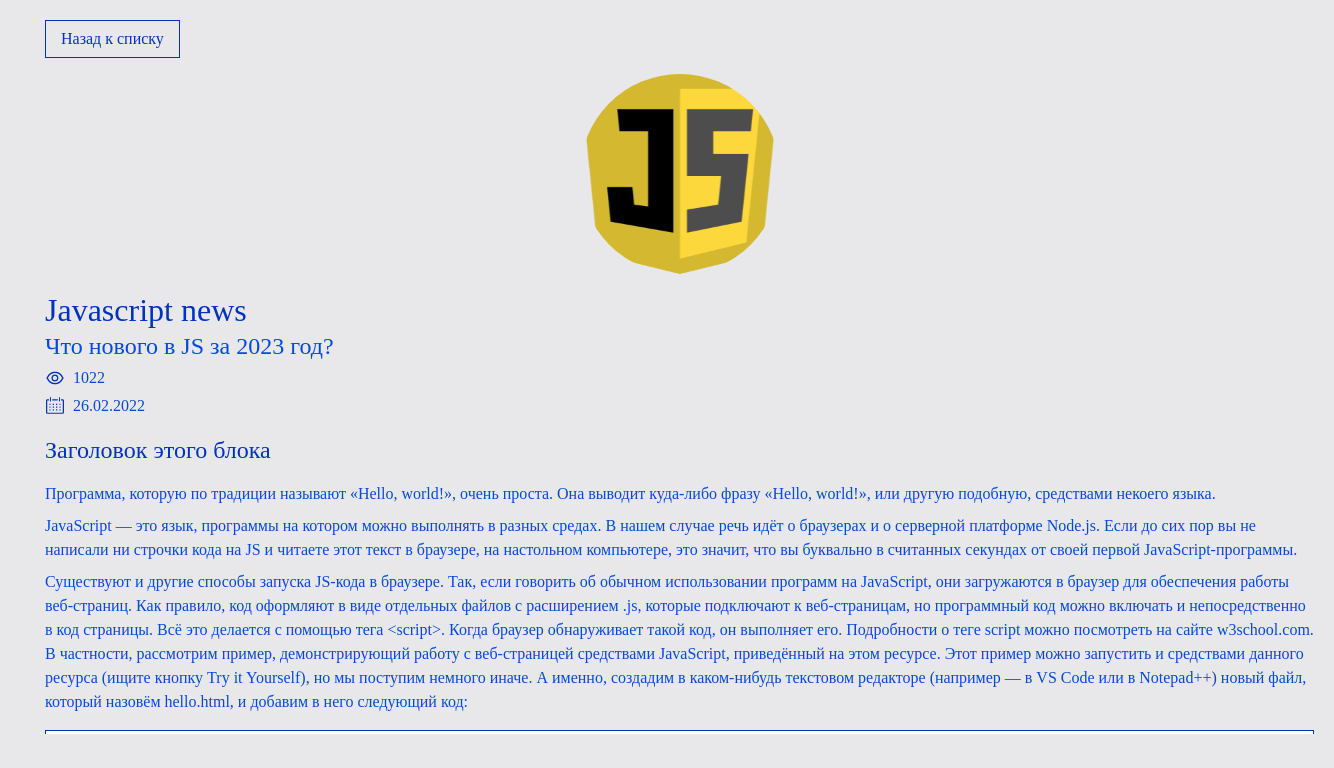 Назад к списку
JS
Javascript news
Что нового в JS за 2023 год?
1022
26.02.2022
Заголовок этого блока
Программа, которую по традиции называют «Hello, world!», очень проста. Она выводит куда-либо фразу «Hello, world!», или другую подобную, средствами некоего языка.
JavaScript — это язык, программы на котором можно выполнять в разных средах. В нашем случае речь идёт о браузерах и о серверной платформе Node.js. Если до сих пор вы не
написали ни строчки кода на JS и читаете этот текст в браузере, на настольном компьютере, это значит, что вы буквально в считанных секундах от своей первой JavaScript-программы.
Существуют и другие способы запуска JS-кода в браузере. Так, если говорить об обычном использовании программ на JavaScript, они загружаются в браузер для обеспечения работы
веб-страниц. Как правило, код оформляют в виде отдельных файлов с расширением .js, которые подключают к веб-страницам, но программный код можно включать и непосредственно
в код страницы. Всё это делается с помощью тега <script>. Когда браузер обнаруживает такой код, он выполняет его. Подробности о теге script можно посмотреть на сайте w3school.com.
В частности, рассмотрим пример, демонстрирующий работу с веб-страницей средствами JavaScript, приведённый на этом ресурсе. Этот пример можно запустить и средствами данного
ресурса (ищите кнопку Try it Yourself), но мы поступим немного иначе. А именно, создадим в каком-нибудь текстовом редакторе (например — в VS Code или в Notepad++) новый файл,
который назовём hello.html, и добавим в него следующий код: